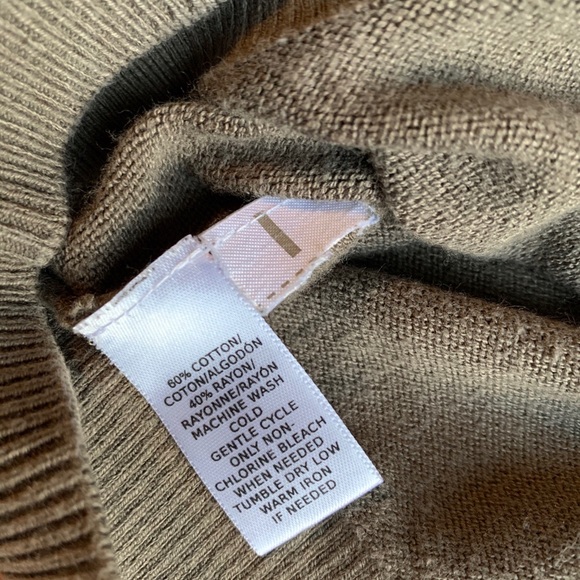 60% COTTON/
COTON/ALGODÓN
40% RAYON/
RAYONNE/RAYÓN
MACHINE WASH
COLD
GENTLE CYCLE
ONLY NON-
CHLORINE BLEACH
WHEN NEEDED
TUMBLE DRY LOW
WARM IRON
IF NEEDED